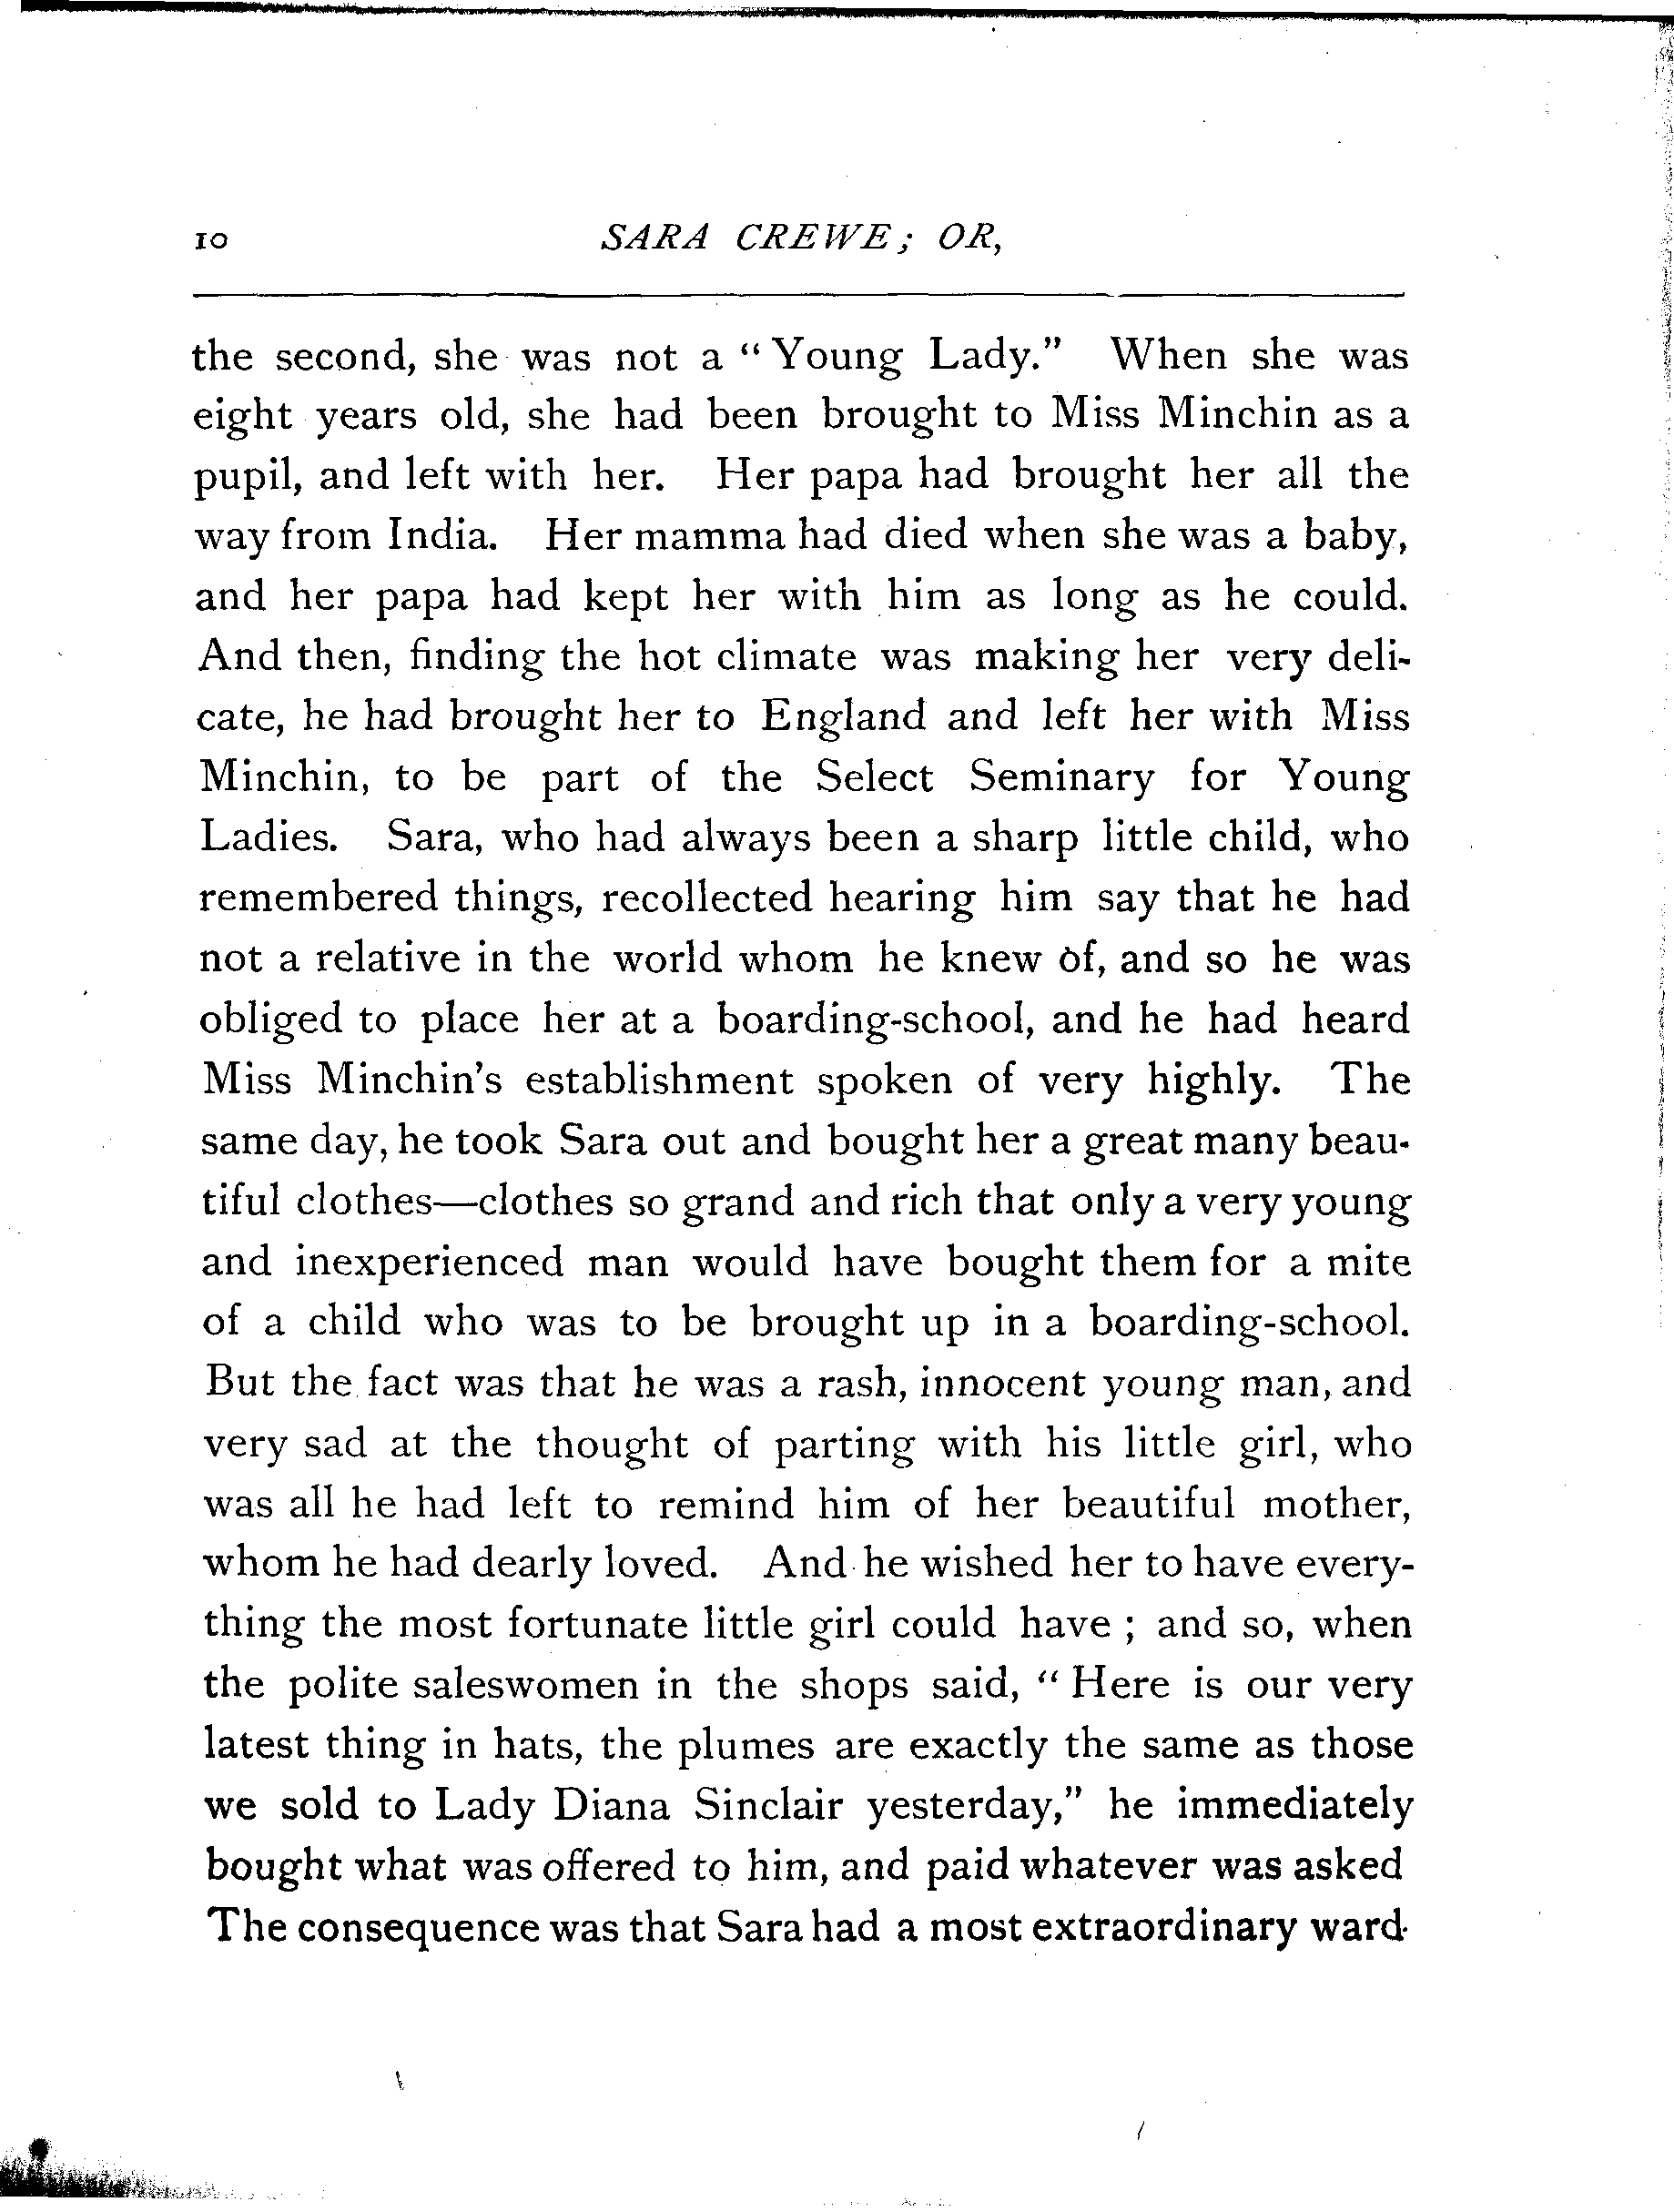 10 SARA CREWE; OR,
the second, she was not a "Young Lady." When she was
eight years old, she had been brought to Miss Minchin as a
pupil, and left with her. Her papa had brought her all the
way from India. Her mamma had died when she was a baby,
and her papa had kept her with him as long as he could.
And then, finding the hot climate was making her very deli-
cate, he had brought her to England and left her with Miss
Minchin, to be part of the Select Seminary for Young
Ladies. Sara, who had always been a sharp little child, who
remembered things, recollected hearing him say that he had
not a relative in the world whom he knew of, and so he was
obliged to place her at a boarding-school, and he had heard
Miss Minchin's establishment spoken of very highly. The
same day, he took Sara out and bought her a great many beau-
tiful clothes—clothes so grand and rich that only a very young
and inexperienced man would have bought them for a mite
of a child who was to be brought up in a boarding-school.
But the fact was that he was a rash, innocent young man, and
very sad at the thought of parting with his little girl, who
was all he had left to remind him of her beautiful mother,
whom he had dearly loved. And he wished her to have every-
thing the most fortunate little girl could have ; and so, when
the polite saleswomen in the shops said, "Here is our very
latest thing in hats, the plumes are exactly the same as those
we sold to Lady Diana Sinclair yesterday," he immediately
bought what was offered to him, and paid whatever was asked
The consequence was that Sara had a most extraordinary ward-